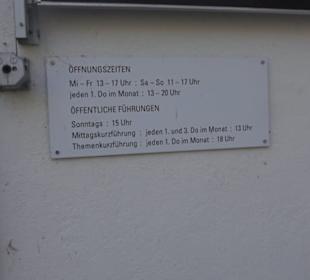 ÖFFNUNGSZEITEN
Mi – Fr 13 – 17 Uhr : Sa – So 11 – 17 Uhr
jeden 1. Do im Monat : 13 – 20 Uhr
ÖFFENTLICHE FÜHRUNGEN
Sonntags : 15 Uhr
Mittagskurzführung : jeden 1. und 3. Do im Monat : 13 Uhr
Themenkurzführung : jeden 1. Do im Monat : 18 Uhr